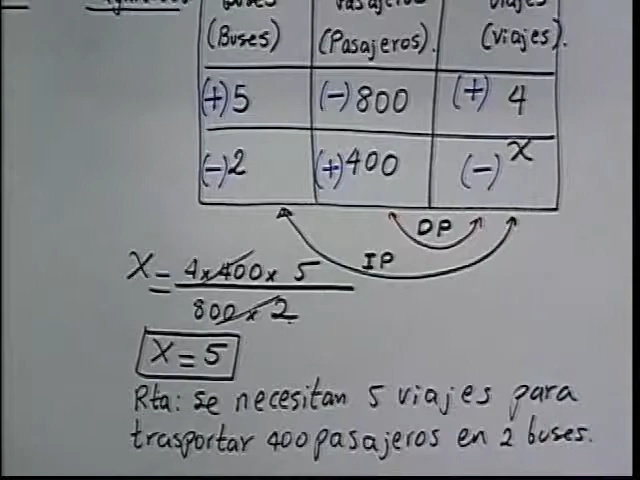 (Buses) (Pasajeros). (viajes).
(+) 5 (-) 800 (+) 4
(-) 2 (+) 400 (-) x
DP
IP
X = 4 x 400 x 5
800 x 2
X = 5
Rta: se necesitan 5 viajes para
trasportar 400 pasajeros en 2 buses.